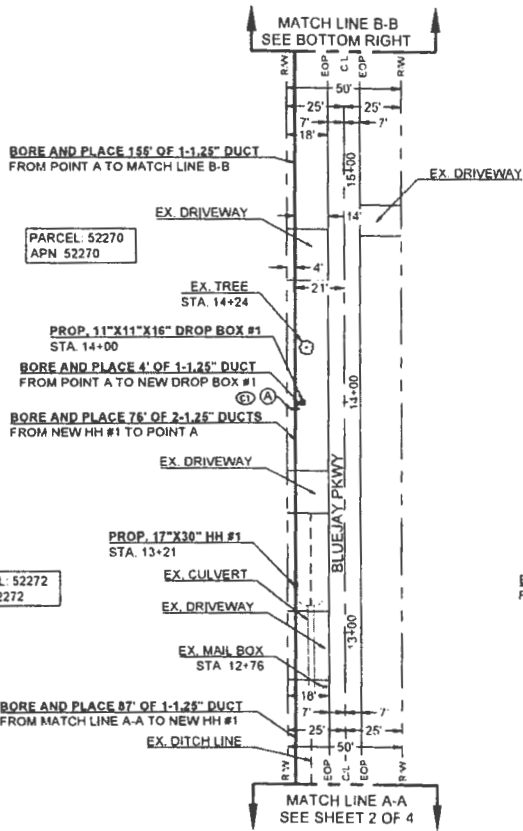 MATCH LINE B-B
SEE BOTTOM RIGHT
R/W
EOP
C/L
EOP
R/W
50'
25'
25'
7'
7'
18'
BORE AND PLACE 155' OF 1-1.25" DUCT
FROM POINT A TO MATCH LINE B-B
15+00
EX. DRIVEWAY
EX. DRIVEWAY
14'
PARCEL: 52270
APN 52270
4'
21'
EX. TREE
STA. 14+24
PROP. 11"X11"X16" DROP BOX #1
STA. 14+00
BORE AND PLACE 4' OF 1-1.25" DUCT
FROM POINT A TO NEW DROP BOX #1
C1
A
14+00
BORE AND PLACE 76' OF 2-1.25" DUCTS
FROM NEW HH #1 TO POINT A
EX. DRIVEWAY
BLUEJAY PKWY
PROP. 17"X30" HH #1
STA. 13+21
L: 52272
2272
EX. CULVERT
EX. DRIVEWAY
13+00
EX. MAIL BOX
STA 12+76
18'
BORE AND PLACE 87' OF 1-1.25" DUCT
FROM MATCH LINE A-A TO NEW HH #1
7'
7'
25'
25'
EX. DITCH LINE
50'
R/W
EOP
C/L
EOP
R/W
MATCH LINE A-A
SEE SHEET 2 OF 4